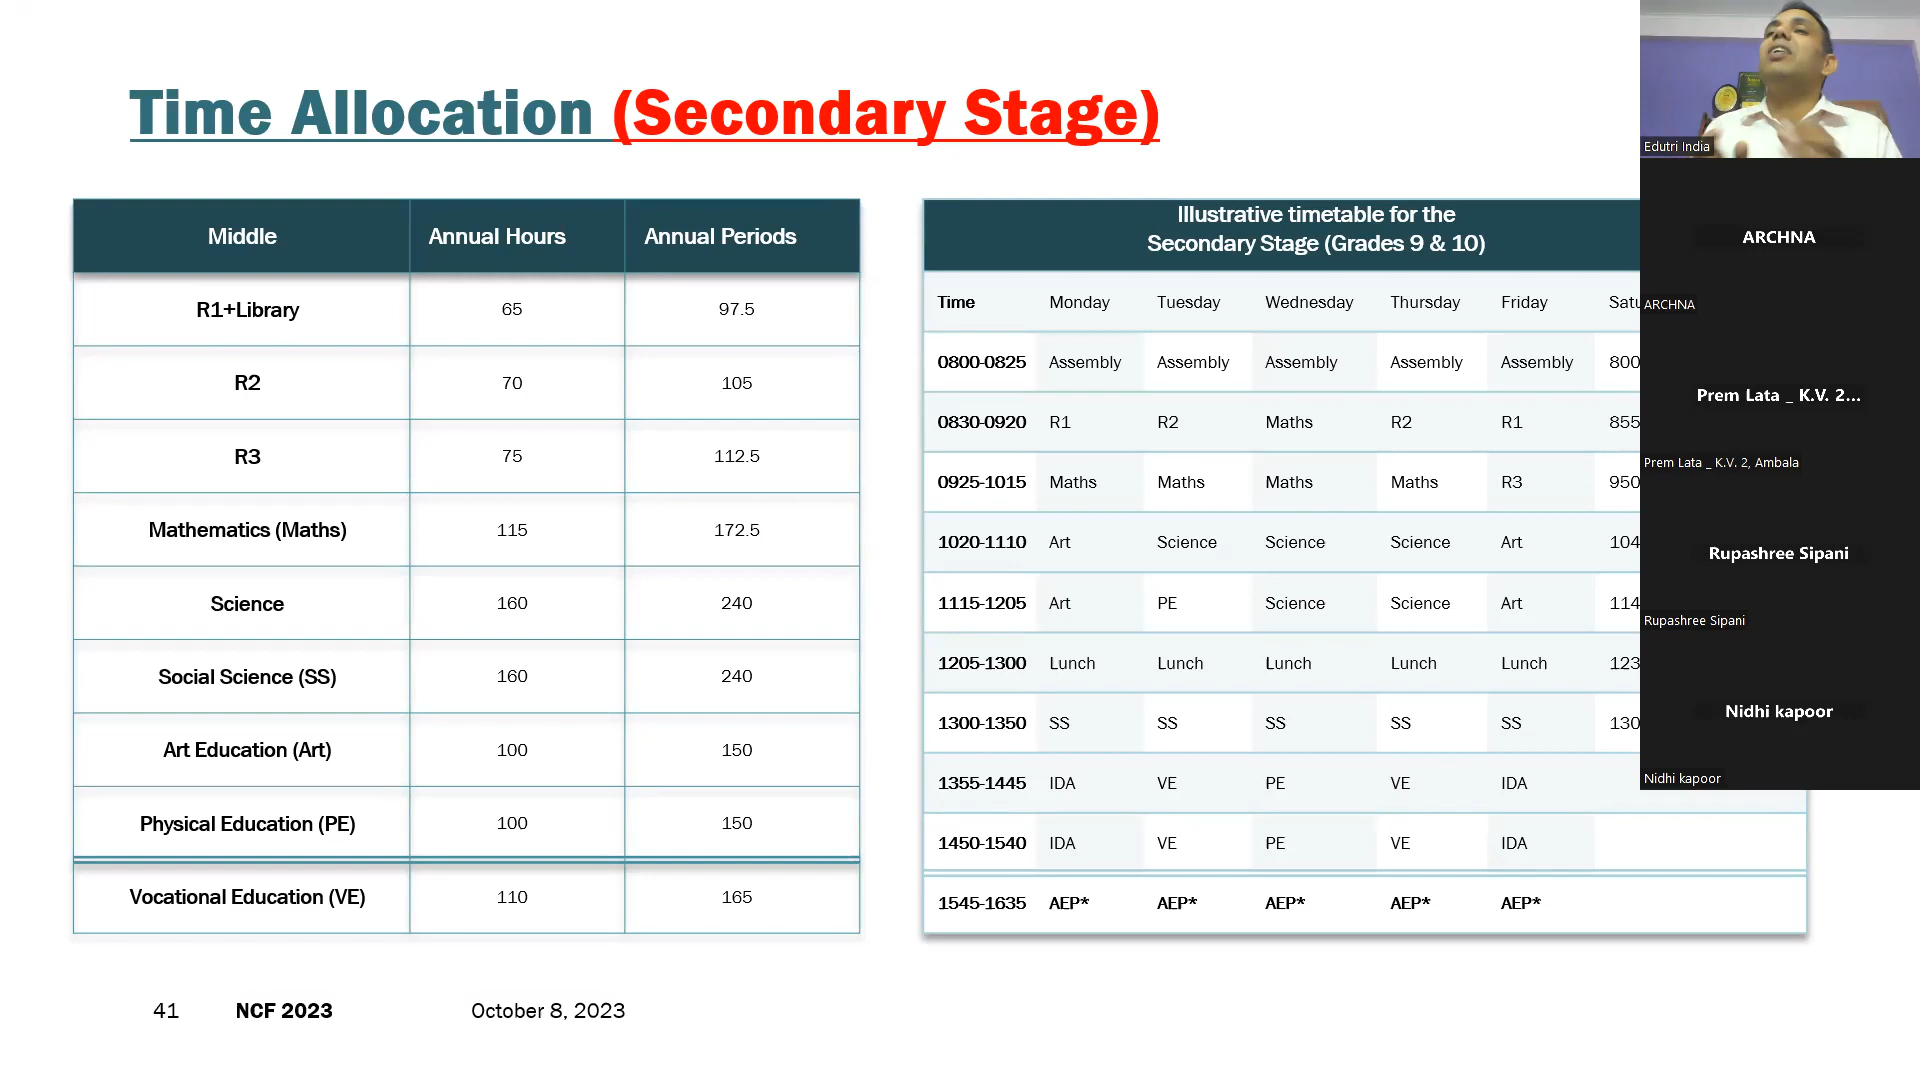 Time Allocation (Secondary Stage)
Middle Annual Hours Annual Periods
R1+Library 65 97.5
R2 70 105
R3 75 112.5
Mathematics (Maths) 115 172.5
Science 160 240
Social Science (SS) 160 240
Art Education (Art) 100 150
Physical Education (PE) 100 150
Vocational Education (VE) 110 165
Illustrative timetable for the
Secondary Stage (Grades 9 & 10)
Time Monday Tuesday Wednesday Thursday Friday Satu
0800-0825 Assembly Assembly Assembly Assembly Assembly 800
0830-0920 R1 R2 Maths R2 R1 855
0925-1015 Maths Maths Maths Maths R3 950
1020-1110 Art Science Science Science Art 104
1115-1205 Art PE Science Science Art 114
1205-1300 Lunch Lunch Lunch Lunch Lunch 123
1300-1350 SS SS SS SS SS 130
1355-1445 IDA VE PE VE IDA
1450-1540 IDA VE PE VE IDA
1545-1635 AEP* AEP* AEP* AEP* AEP*
41 NCF 2023 October 8, 2023
Edutri India
ARCHNA
ARCHNA
Prem Lata _ K.V. 2...
Prem Lata _ K.V. 2, Ambala
Rupashree Sipani
Rupashree Sipani
Nidhi kapoor
Nidhi kapoor